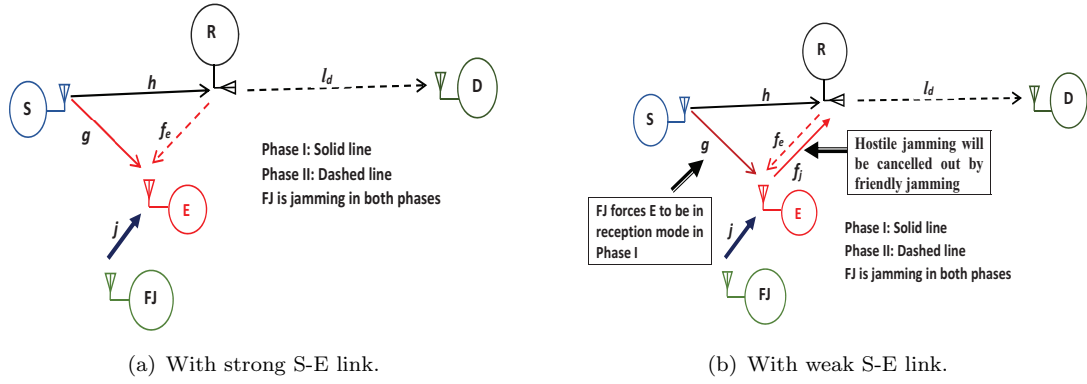 R
S
h
l_d
D
g
f_e
Phase I: Solid line
Phase II: Dashed line
FJ is jamming in both phases
E
j
FJ
(a) With strong S-E link.
R
S
h
l_d
D
g
f_e
f_j
Hostile jamming will
be cancelled out by
friendly jamming
E
FJ forces E to be in
reception mode in
Phase I
j
Phase I: Solid line
Phase II: Dashed line
FJ is jamming in both phases
FJ
(b) With weak S-E link.